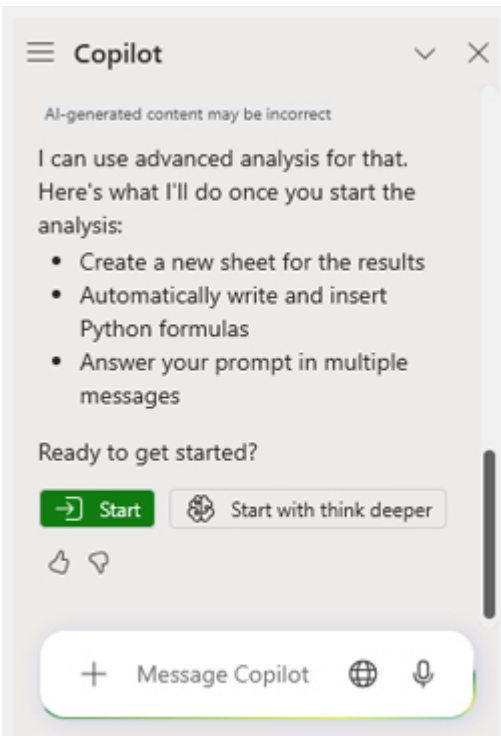 Copilot
AI-generated content may be incorrect
I can use advanced analysis for that.
Here's what I'll do once you start the
analysis:
• Create a new sheet for the results
• Automatically write and insert
Python formulas
• Answer your prompt in multiple
messages
Ready to get started?
Start
Start with think deeper
Message Copilot